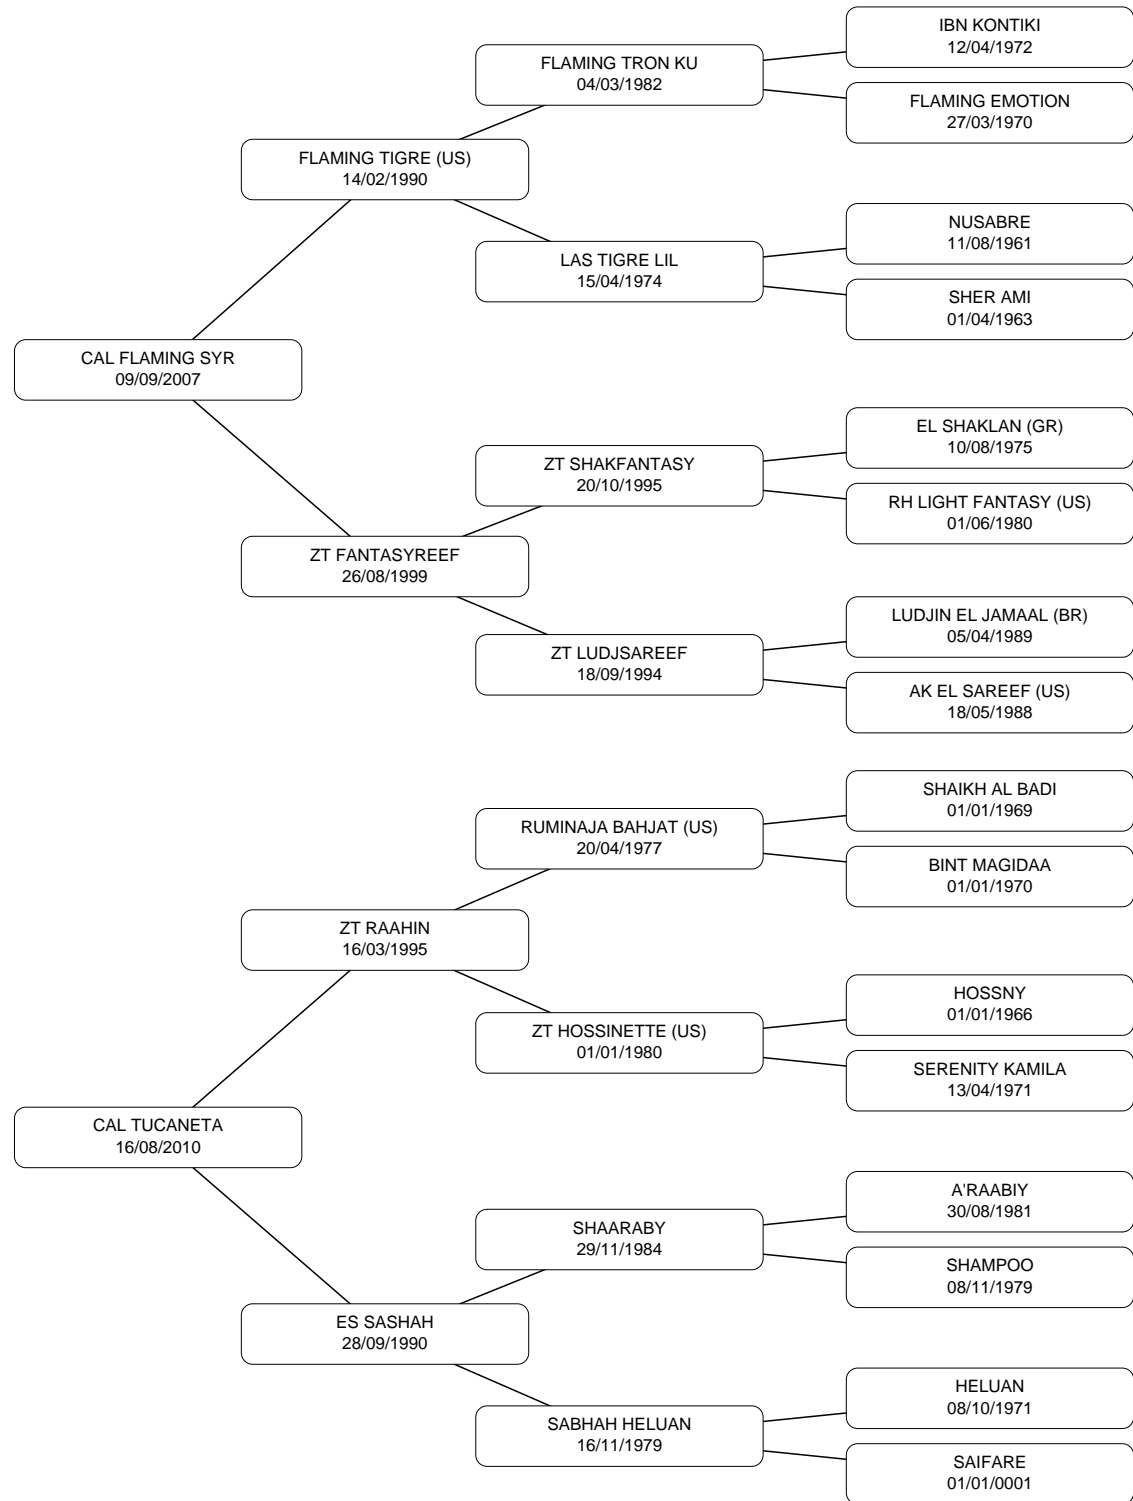 IBN KONTIKI
12/04/1972
FLAMING TRON KU
04/03/1982
FLAMING EMOTION
27/03/1970
FLAMING TIGRE (US)
14/02/1990
NUSABRE
11/08/1961
LAS TIGRE LIL
15/04/1974
SHER AMI
01/04/1963
CAL FLAMING SYR
09/09/2007
EL SHAKLAN (GR)
10/08/1975
ZT SHAKFANTASY
20/10/1995
RH LIGHT FANTASY (US)
01/06/1980
ZT FANTASYREEF
26/08/1999
LUDJIN EL JAMAAL (BR)
05/04/1989
ZT LUDJSAREEF
18/09/1994
AK EL SAREEF (US)
18/05/1988
SHAIKH AL BADI
01/01/1969
RUMINAJA BAHJAT (US)
20/04/1977
BINT MAGIDAA
01/01/1970
ZT RAAHIN
16/03/1995
HOSSNY
01/01/1966
ZT HOSSINETTE (US)
01/01/1980
SERENITY KAMILA
13/04/1971
CAL TUCANETA
16/08/2010
A'RAABIY
30/08/1981
SHAARABY
29/11/1984
SHAMPOO
08/11/1979
ES SASHAH
28/09/1990
HELUAN
08/10/1971
SABHAH HELUAN
16/11/1979
SAIFARE
01/01/0001